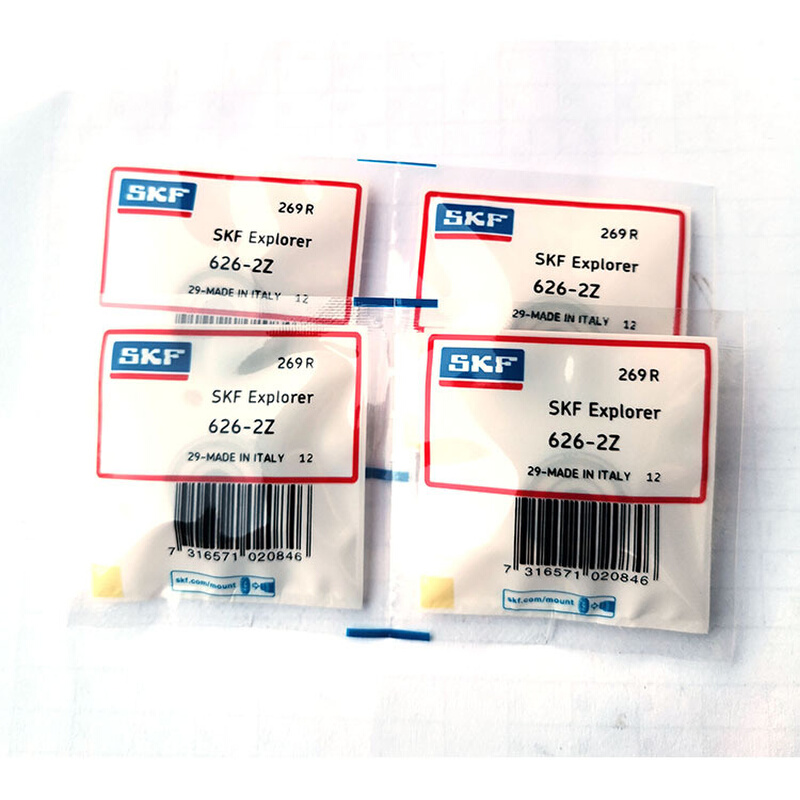 SKF
269 R
SKF Explorer
626-2Z
29-MADE IN ITALY 12
SKF
269 R
SKF Explorer
626-2Z
29-MADE IN ITALY 12
SKF
269 R
SKF Explorer
626-2Z
29-MADE IN ITALY 12
7 316571 020846
skf.com/mount
SKF
269 R
SKF Explorer
626-2Z
29-MADE IN ITALY 12
7 316571 020846
skf.com/mount